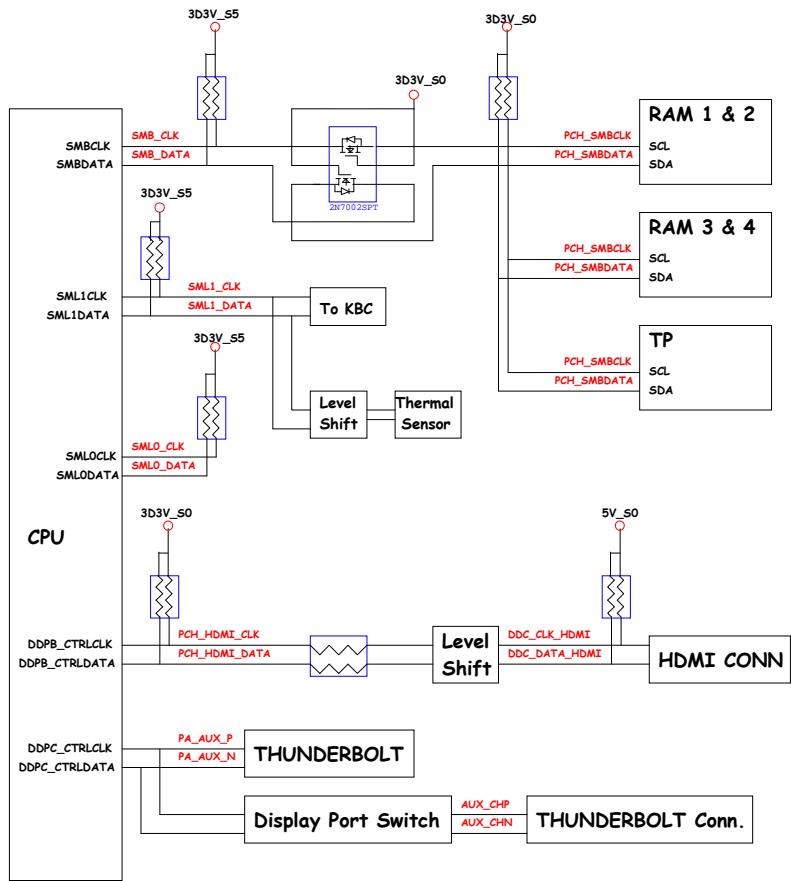 3D3V_S5
3D3V_S0
3D3V_S0
RAM 1 & 2
SMBCLK
SMB_CLK
PCH_SMBCLK
SCL
SMBDATA
SMB_DATA
PCH_SMBDATA
SDA
2N7002SPT
3D3V_S5
RAM 3 & 4
PCH_SMBCLK
SCL
PCH_SMBDATA
SDA
SML1CLK
SML1_CLK
SML1DATA
SML1_DATA
To KBC
3D3V_S5
TP
PCH_SMBCLK
SCL
PCH_SMBDATA
SDA
Level
Shift
Thermal
Sensor
SML0CLK
SML0_CLK
SML0DATA
SML0_DATA
3D3V_S0
5V_S0
CPU
DDPB_CTRLCLK
PCH_HDMI_CLK
DDPB_CTRLDATA
PCH_HDMI_DATA
Level
Shift
DDC_CLK_HDMI
DDC_DATA_HDMI
HDMI CONN
DDPC_CTRLCLK
PA_AUX_P
DDPC_CTRLDATA
PA_AUX_N
THUNDERBOLT
Display Port Switch
AUX_CHP
AUX_CHN
THUNDERBOLT Conn.